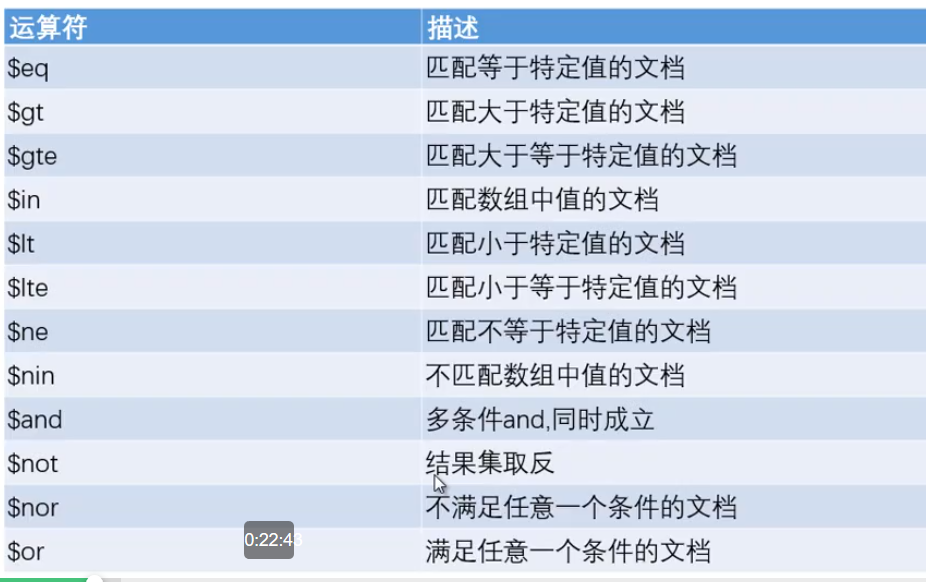 运算符 描述
$eq 匹配等于特定值的文档
$gt 匹配大于特定值的文档
$gte 匹配大于等于特定值的文档
$in 匹配数组中值的文档
$lt 匹配小于特定值的文档
$lte 匹配小于等于特定值的文档
$ne 匹配不等于特定值的文档
$nin 不匹配数组中值的文档
$and 多条件and,同时成立
$not 结果集取反
$nor 不满足任意一个条件的文档
0:22:43
$or 满足任意一个条件的文档